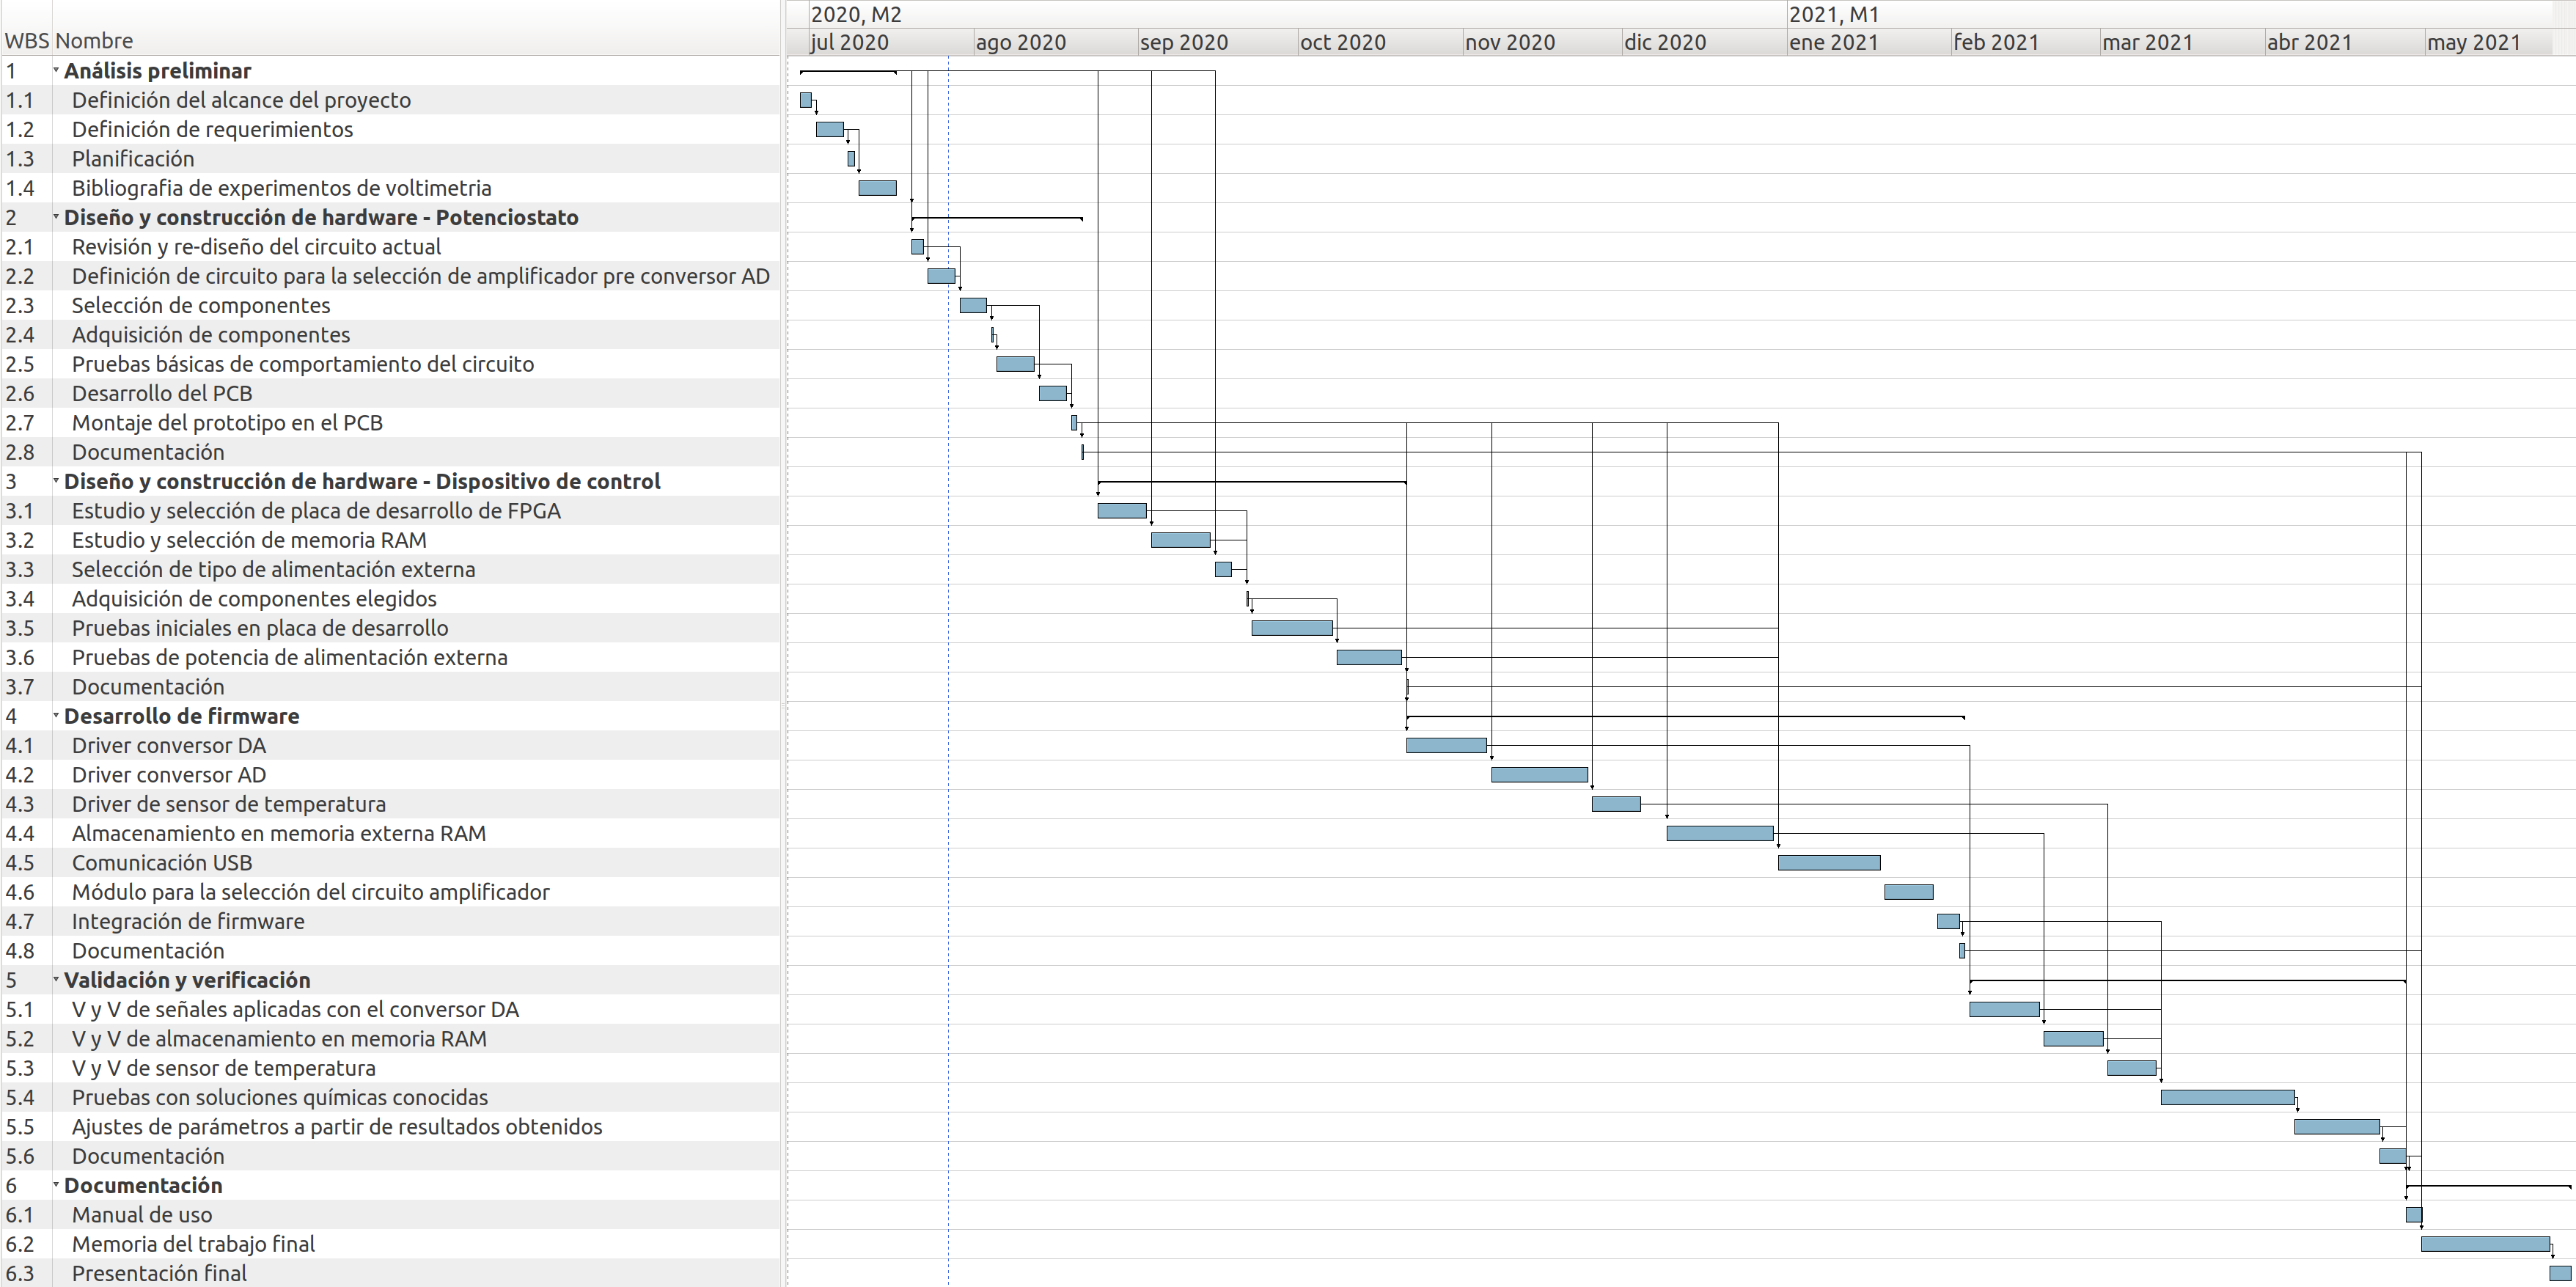 2020, M2 2021, M1
WBS Nombre jul 2020 ago 2020 sep 2020 oct 2020 nov 2020 dic 2020 ene 2021 feb 2021 mar 2021 abr 2021 may 2021
1 Análisis preliminar
1.1 Definición del alcance del proyecto
1.2 Definición de requerimientos
1.3 Planificación
1.4 Bibliografia de experimentos de voltimetria
2 Diseño y construcción de hardware - Potenciostato
2.1 Revisión y re-diseño del circuito actual
2.2 Definición de circuito para la selección de amplificador pre conversor AD
2.3 Selección de componentes
2.4 Adquisición de componentes
2.5 Pruebas básicas de comportamiento del circuito
2.6 Desarrollo del PCB
2.7 Montaje del prototipo en el PCB
2.8 Documentación
3 Diseño y construcción de hardware - Dispositivo de control
3.1 Estudio y selección de placa de desarrollo de FPGA
3.2 Estudio y selección de memoria RAM
3.3 Selección de tipo de alimentación externa
3.4 Adquisición de componentes elegidos
3.5 Pruebas iniciales en placa de desarrollo
3.6 Pruebas de potencia de alimentación externa
3.7 Documentación
4 Desarrollo de firmware
4.1 Driver conversor DA
4.2 Driver conversor AD
4.3 Driver de sensor de temperatura
4.4 Almacenamiento en memoria externa RAM
4.5 Comunicación USB
4.6 Módulo para la selección del circuito amplificador
4.7 Integración de firmware
4.8 Documentación
5 Validación y verificación
5.1 V y V de señales aplicadas con el conversor DA
5.2 V y V de almacenamiento en memoria RAM
5.3 V y V de sensor de temperatura
5.4 Pruebas con soluciones químicas conocidas
5.5 Ajustes de parámetros a partir de resultados obtenidos
5.6 Documentación
6 Documentación
6.1 Manual de uso
6.2 Memoria del trabajo final
6.3 Presentación final